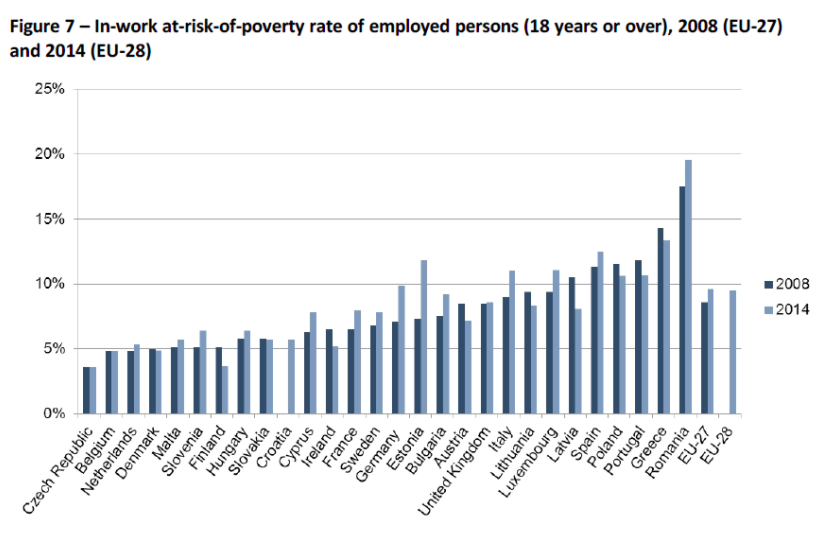 Figure 7 – In-work at-risk-of-poverty rate of employed persons (18 years or over), 2008 (EU-27)
and 2014 (EU-28)
25%
20%
15%
10%
5%
0%
2008
2014
Czech Republic
Belgium
Netherlands
Denmark
Malta
Slovenia
Finland
Hungary
Slovakia
Croatia
Cyprus
Ireland
France
Sweden
Germany
Estonia
Bulgaria
Austria
United Kingdom
Italy
Lithuania
Luxembourg
Latvia
Spain
Poland
Portugal
Greece
Romania
EU-27
EU-28